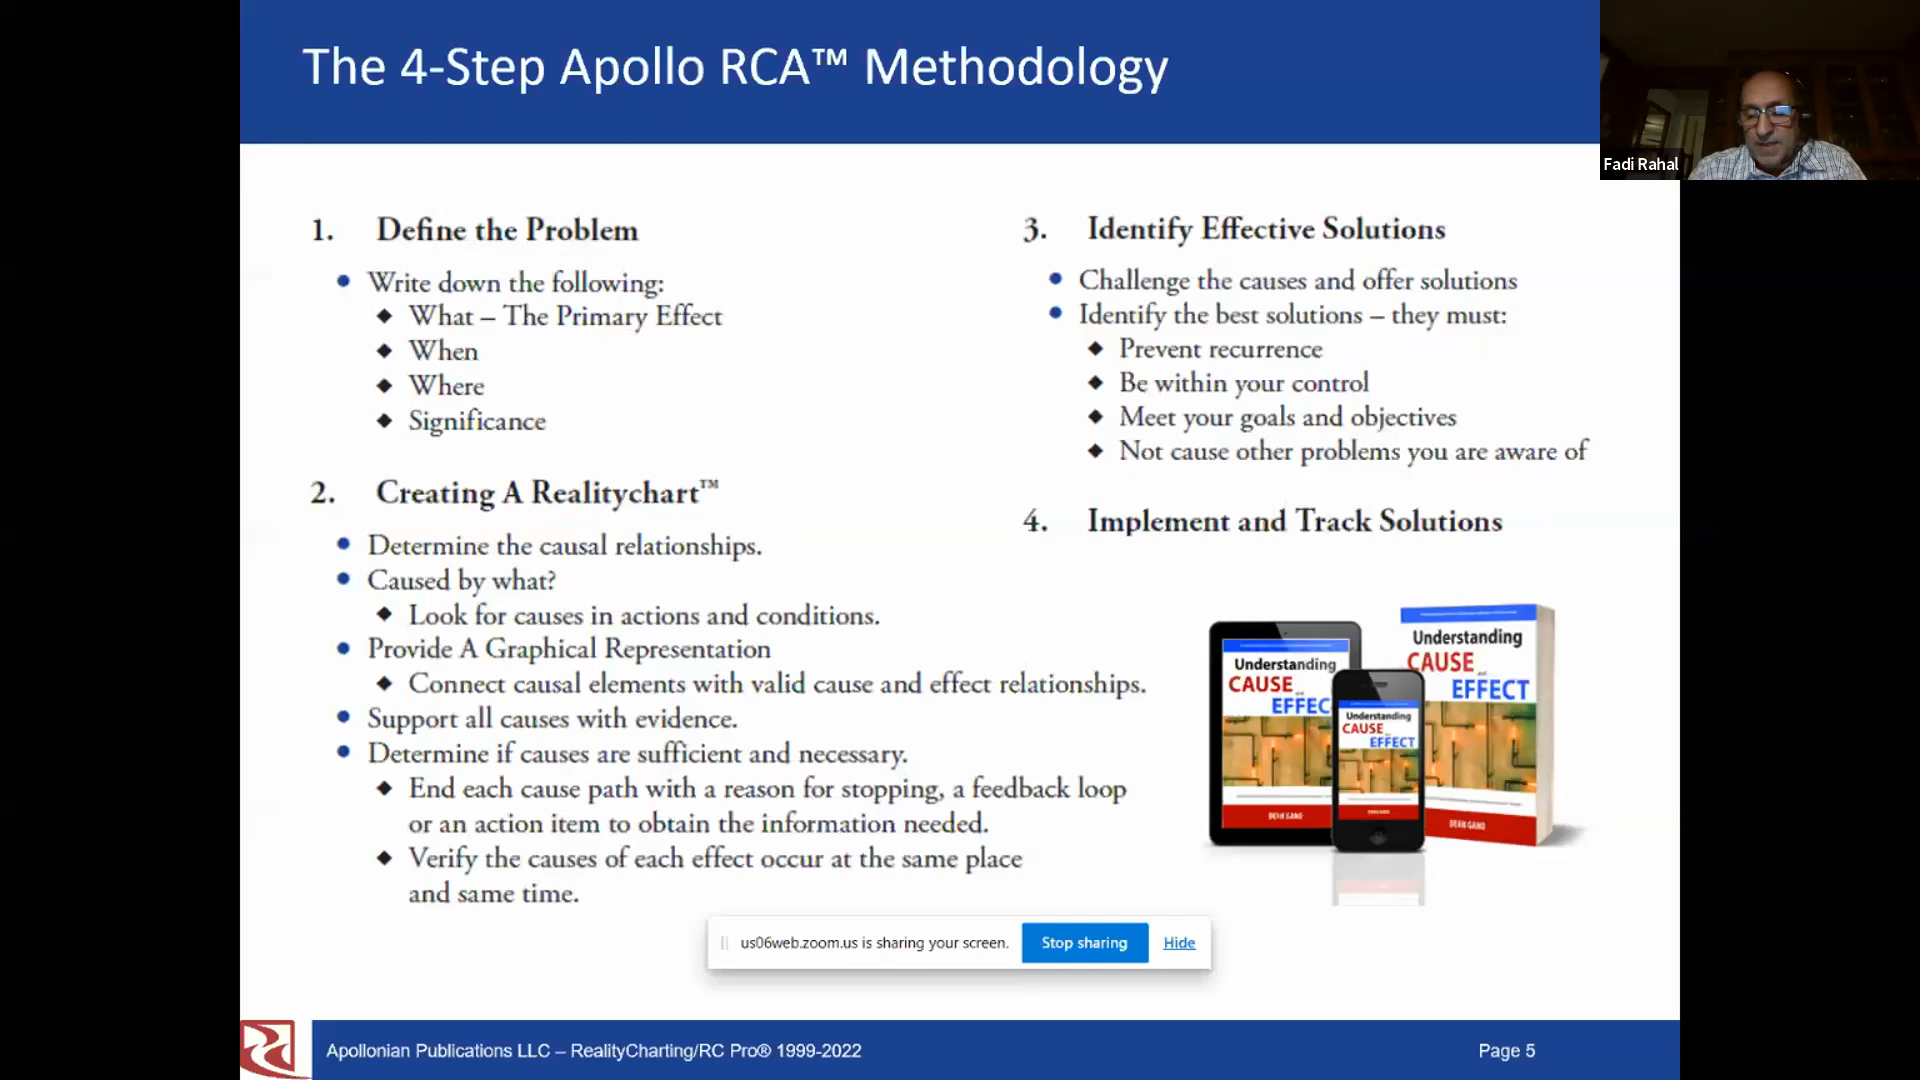 The 4-Step Apollo RCA™ Methodology
Fadi Rahal
1. Define the Problem
Write down the following:
What – The Primary Effect
When
Where
Significance
2. Creating A Realitychart™
Determine the causal relationships.
Caused by what?
Look for causes in actions and conditions.
Provide A Graphical Representation
Connect causal elements with valid cause and effect relationships.
Support all causes with evidence.
Determine if causes are sufficient and necessary.
End each cause path with a reason for stopping, a feedback loop
or an action item to obtain the information needed.
Verify the causes of each effect occur at the same place
and same time.
3. Identify Effective Solutions
Challenge the causes and offer solutions
Identify the best solutions – they must:
Prevent recurrence
Be within your control
Meet your goals and objectives
Not cause other problems you are aware of
4. Implement and Track Solutions
Understanding
CAUSE
EFFEC
DEAN GANO
Understanding
CAUSE
EFFECT
Understanding
CAUSE and
EFFECT
DEAN GANO
us06web.zoom.us is sharing your screen.
Stop sharing
Hide
Apollonian Publications LLC – RealityCharting/RC Pro® 1999-2022
Page 5